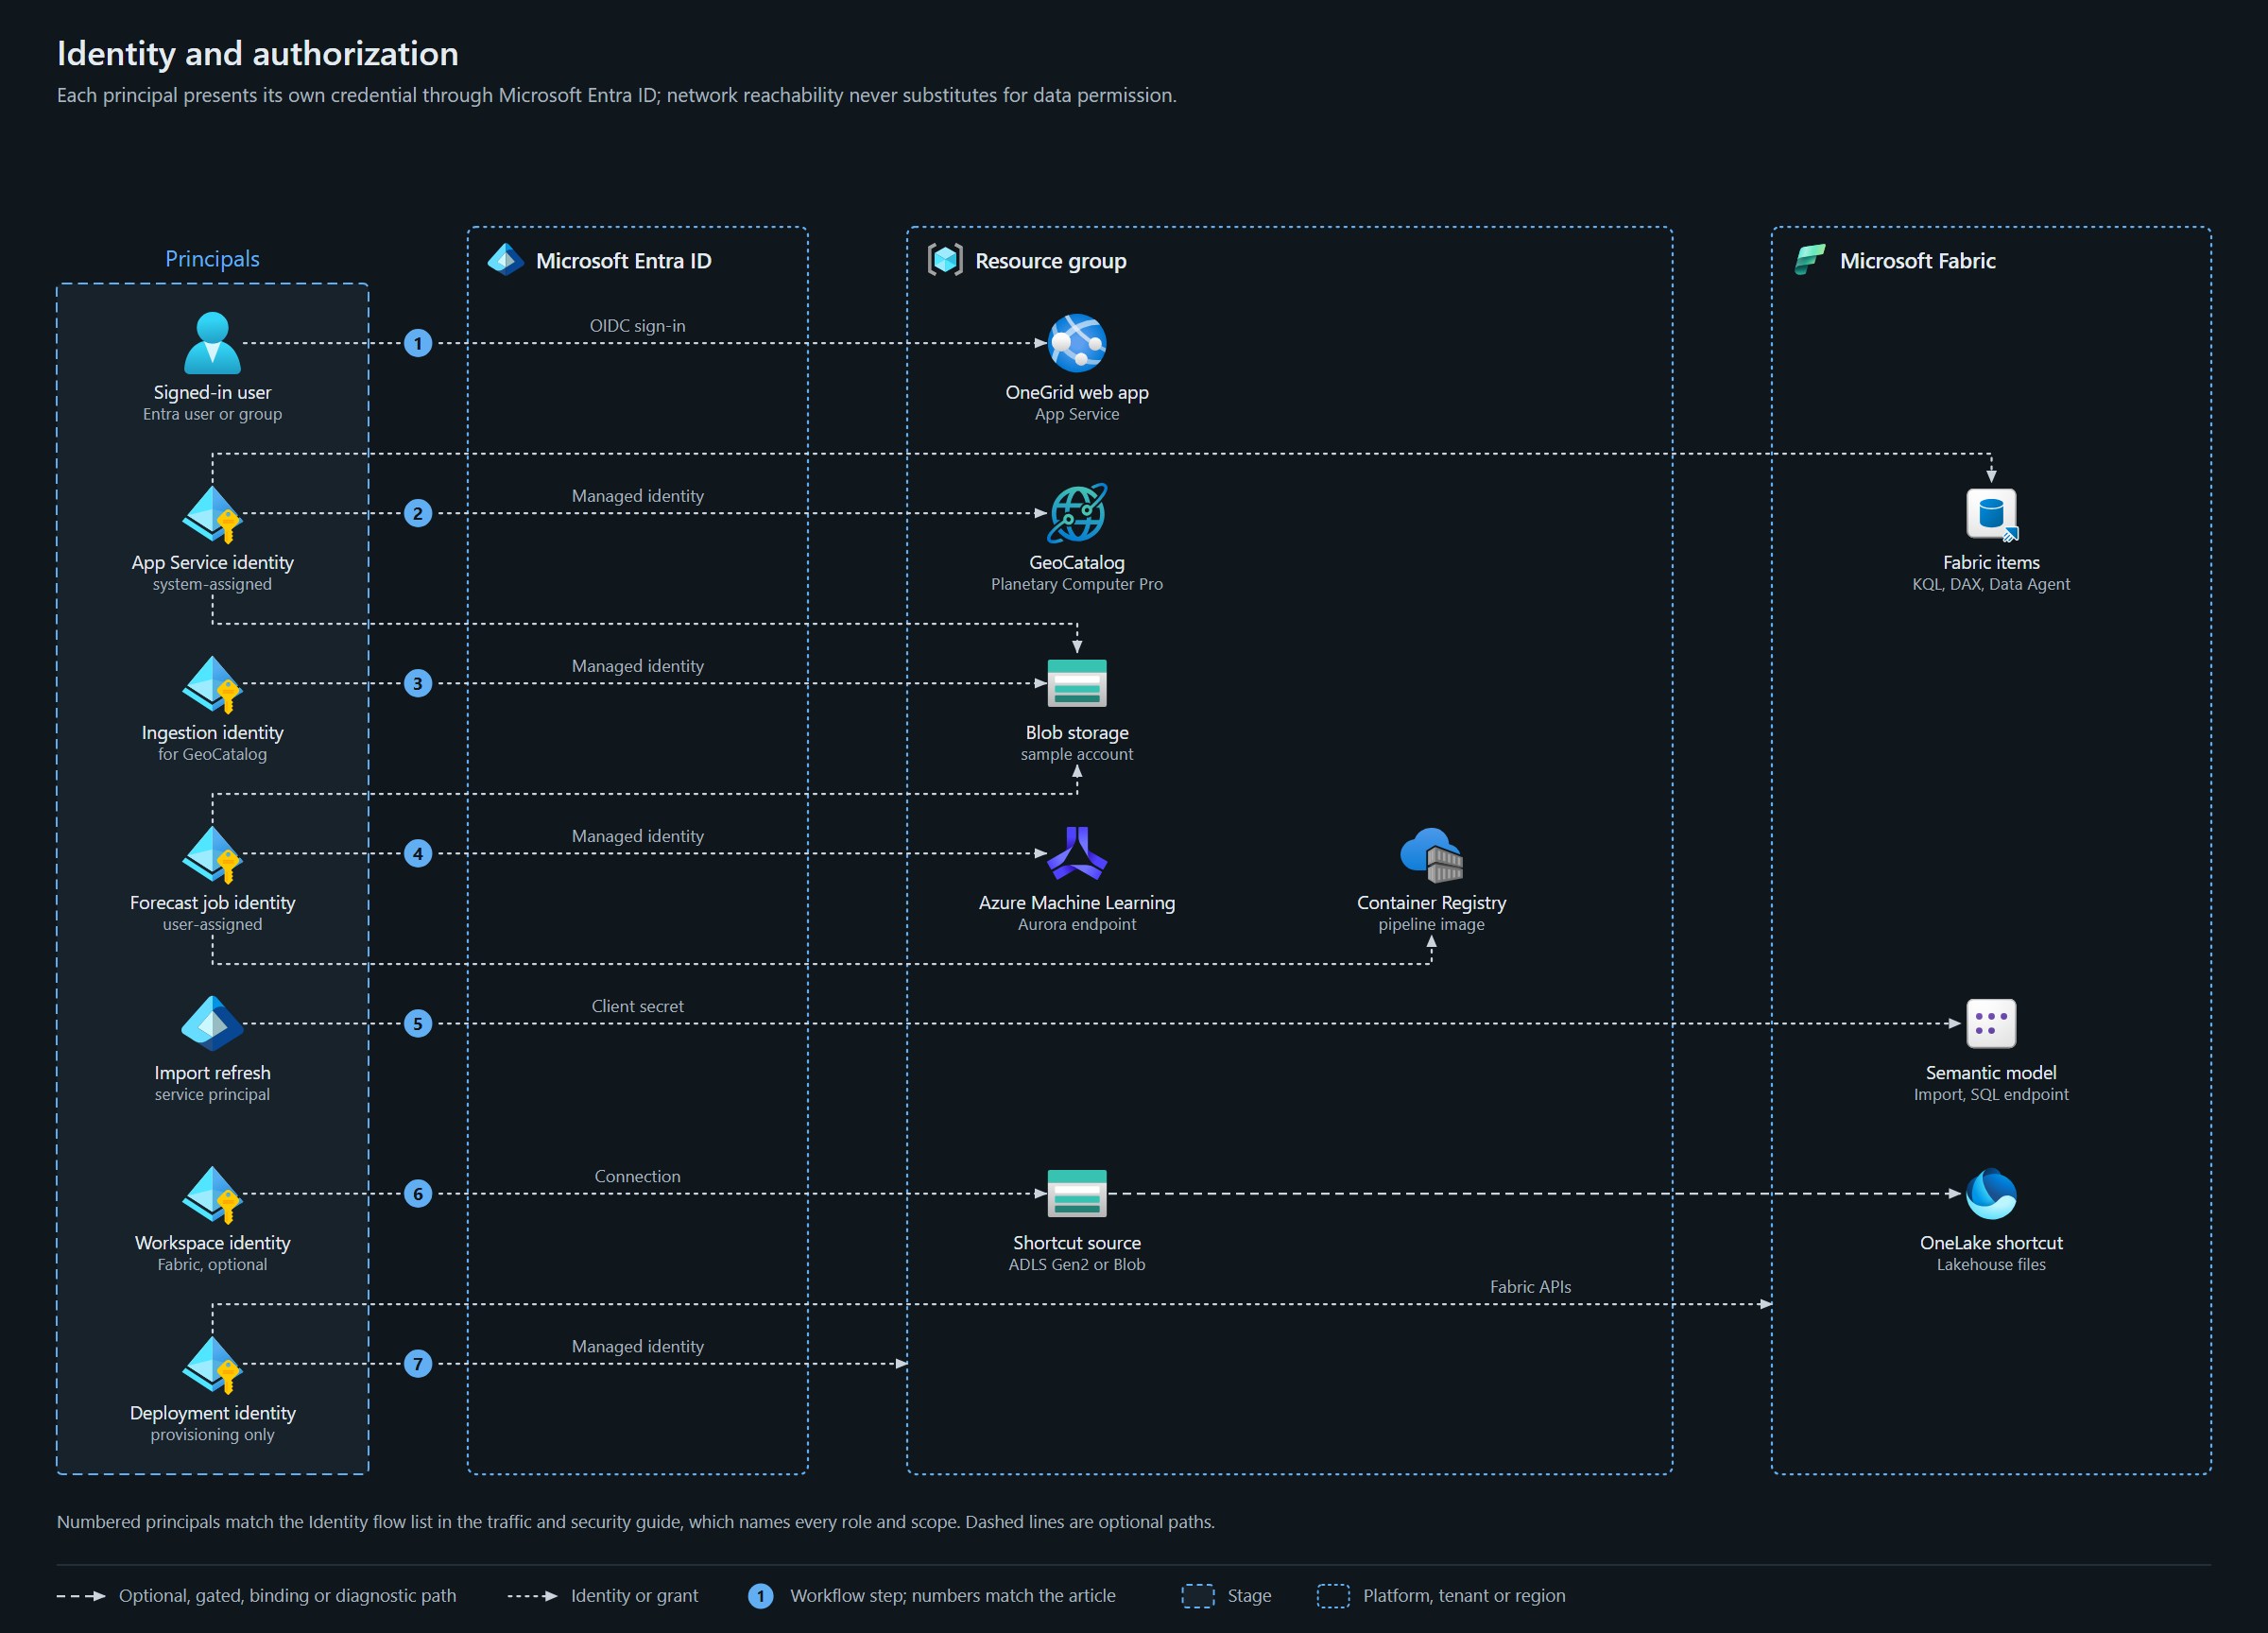 Identity and authorization
Each principal presents its own credential through Microsoft Entra ID; network reachability never substitutes for data permission.
Principals
Microsoft Entra ID
Resource group
Microsoft Fabric
1
OIDC sign-in
Signed-in user
Entra user or group
OneGrid web app
App Service
2
Managed identity
App Service identity
system-assigned
GeoCatalog
Planetary Computer Pro
Fabric items
KQL, DAX, Data Agent
3
Managed identity
Ingestion identity
for GeoCatalog
Blob storage
sample account
4
Managed identity
Forecast job identity
user-assigned
Azure Machine Learning
Aurora endpoint
Container Registry
pipeline image
5
Client secret
Import refresh
service principal
Semantic model
Import, SQL endpoint
6
Connection
Workspace identity
Fabric, optional
Shortcut source
ADLS Gen2 or Blob
OneLake shortcut
Lakehouse files
Fabric APIs
7
Managed identity
Deployment identity
provisioning only
Numbered principals match the Identity flow list in the traffic and security guide, which names every role and scope. Dashed lines are optional paths.
Optional, gated, binding or diagnostic path
Identity or grant
1
Workflow step; numbers match the article
Stage
Platform, tenant or region